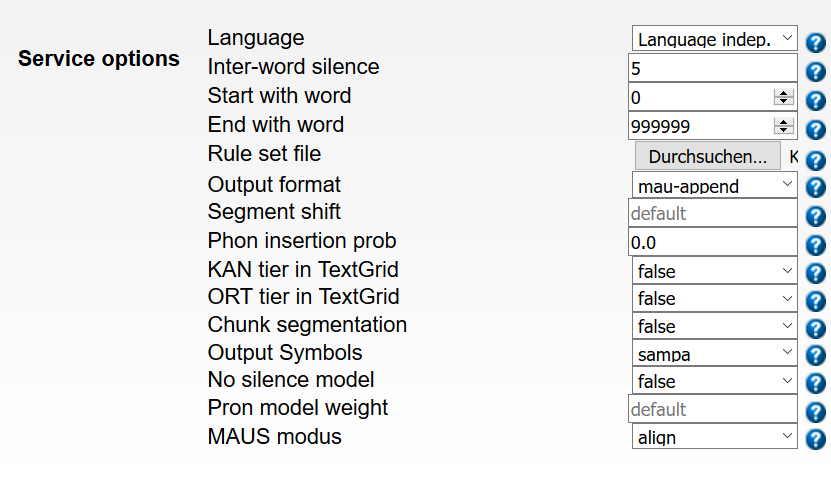 Service options
Language Language indep. ?
Inter-word silence 5 ?
Start with word 0 ?
End with word 999999 ?
Rule set file Durchsuchen... K ?
Output format mau-append ?
Segment shift default ?
Phon insertion prob 0.0 ?
KAN tier in TextGrid false ?
ORT tier in TextGrid false ?
Chunk segmentation false ?
Output Symbols sampa ?
No silence model false ?
Pron model weight default ?
MAUS modus align ?